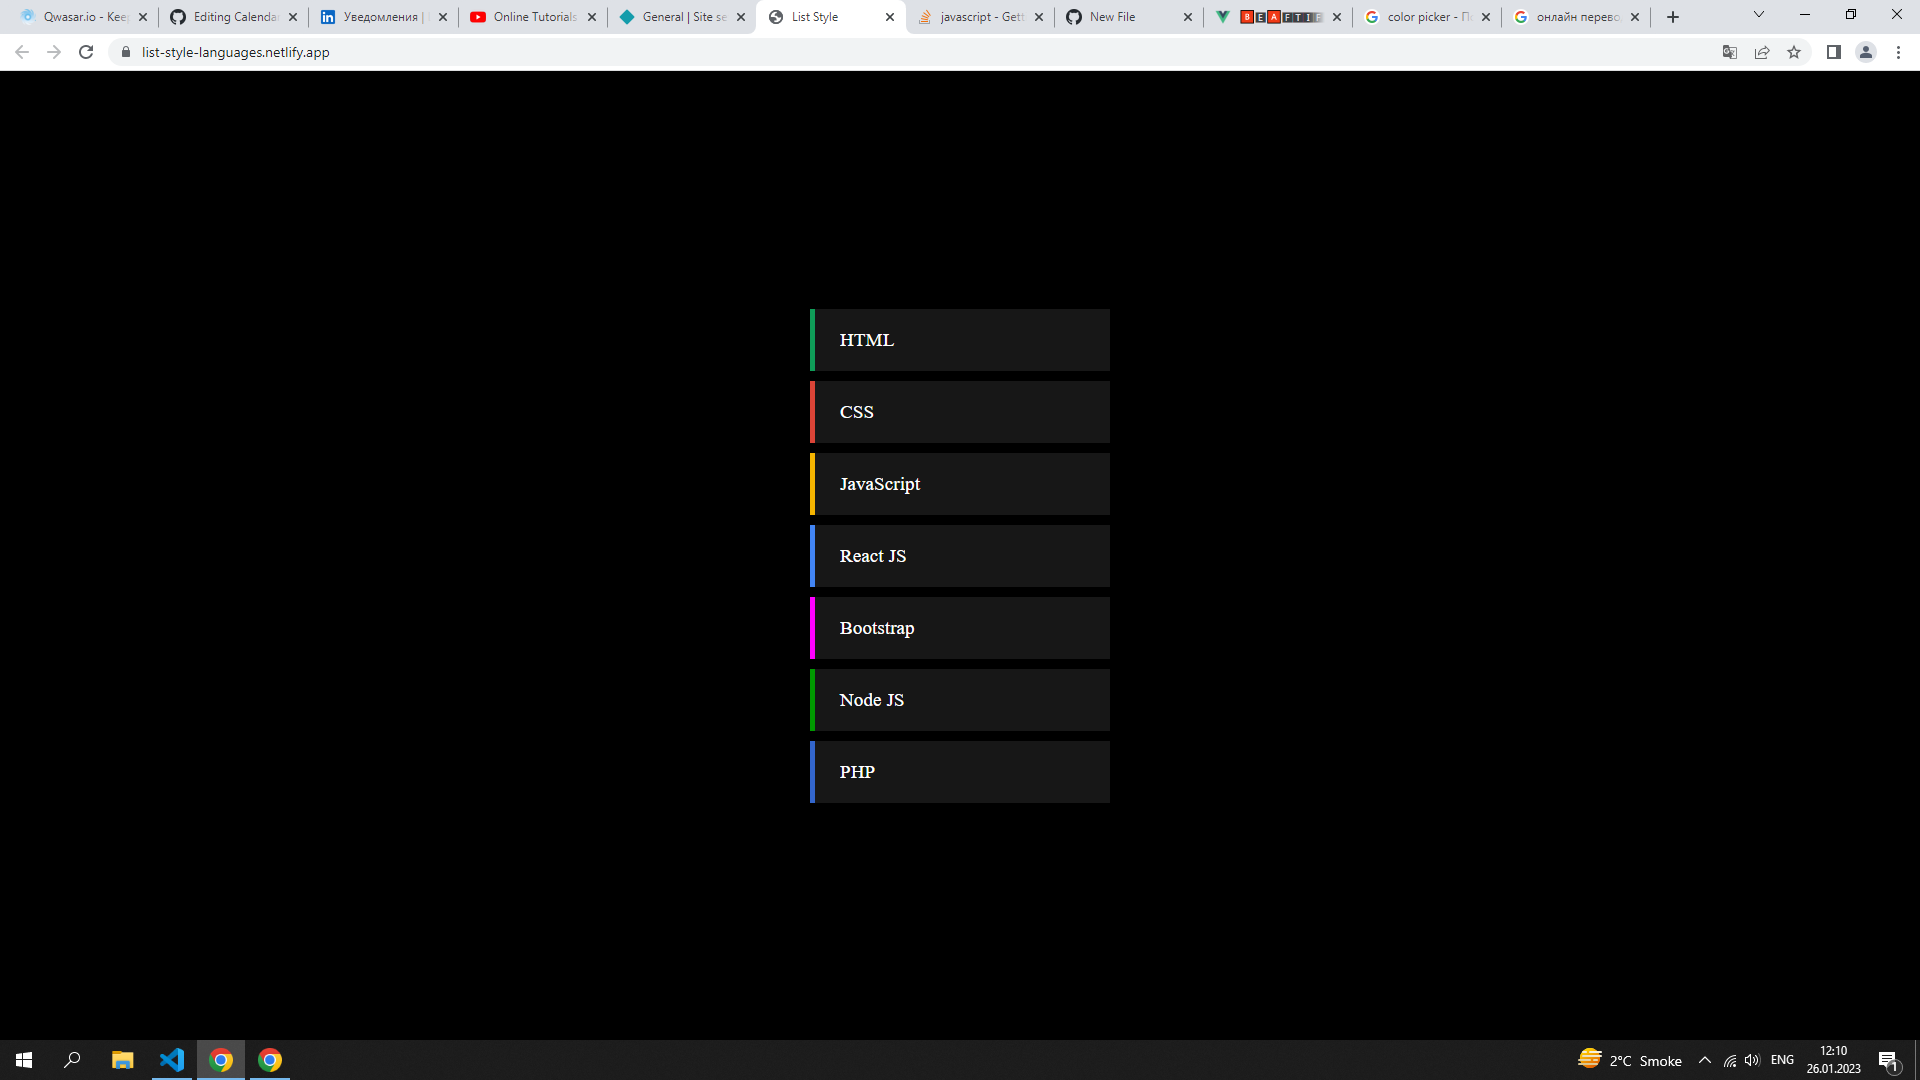 Qwasar.io - Keep
Editing Calenda
Уведомления |
Online Tutorials
General | Site se
List Style
javascript - Gett
New File
BEAFTIF
color picker - П
онлайн перево
list-style-languages.netlify.app
HTML
CSS
JavaScript
React JS
Bootstrap
Node JS
PHP
2°C Smoke
ENG
12:10
26.01.2023
1